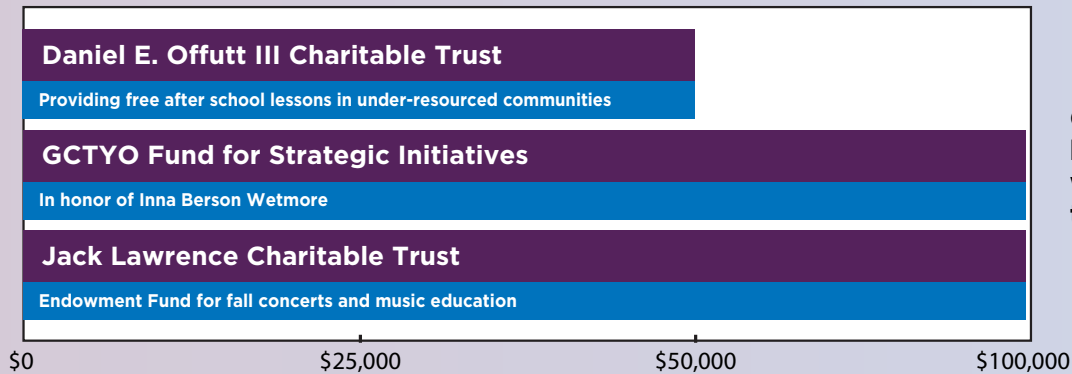 Daniel E. Offutt III Charitable Trust
Providing free after school lessons in under-resourced communities
GCTYO Fund for Strategic Initiatives
In honor of Inna Berson Wetmore
Jack Lawrence Charitable Trust
Endowment Fund for fall concerts and music education
$0 $25,000 $50,000 $100,000